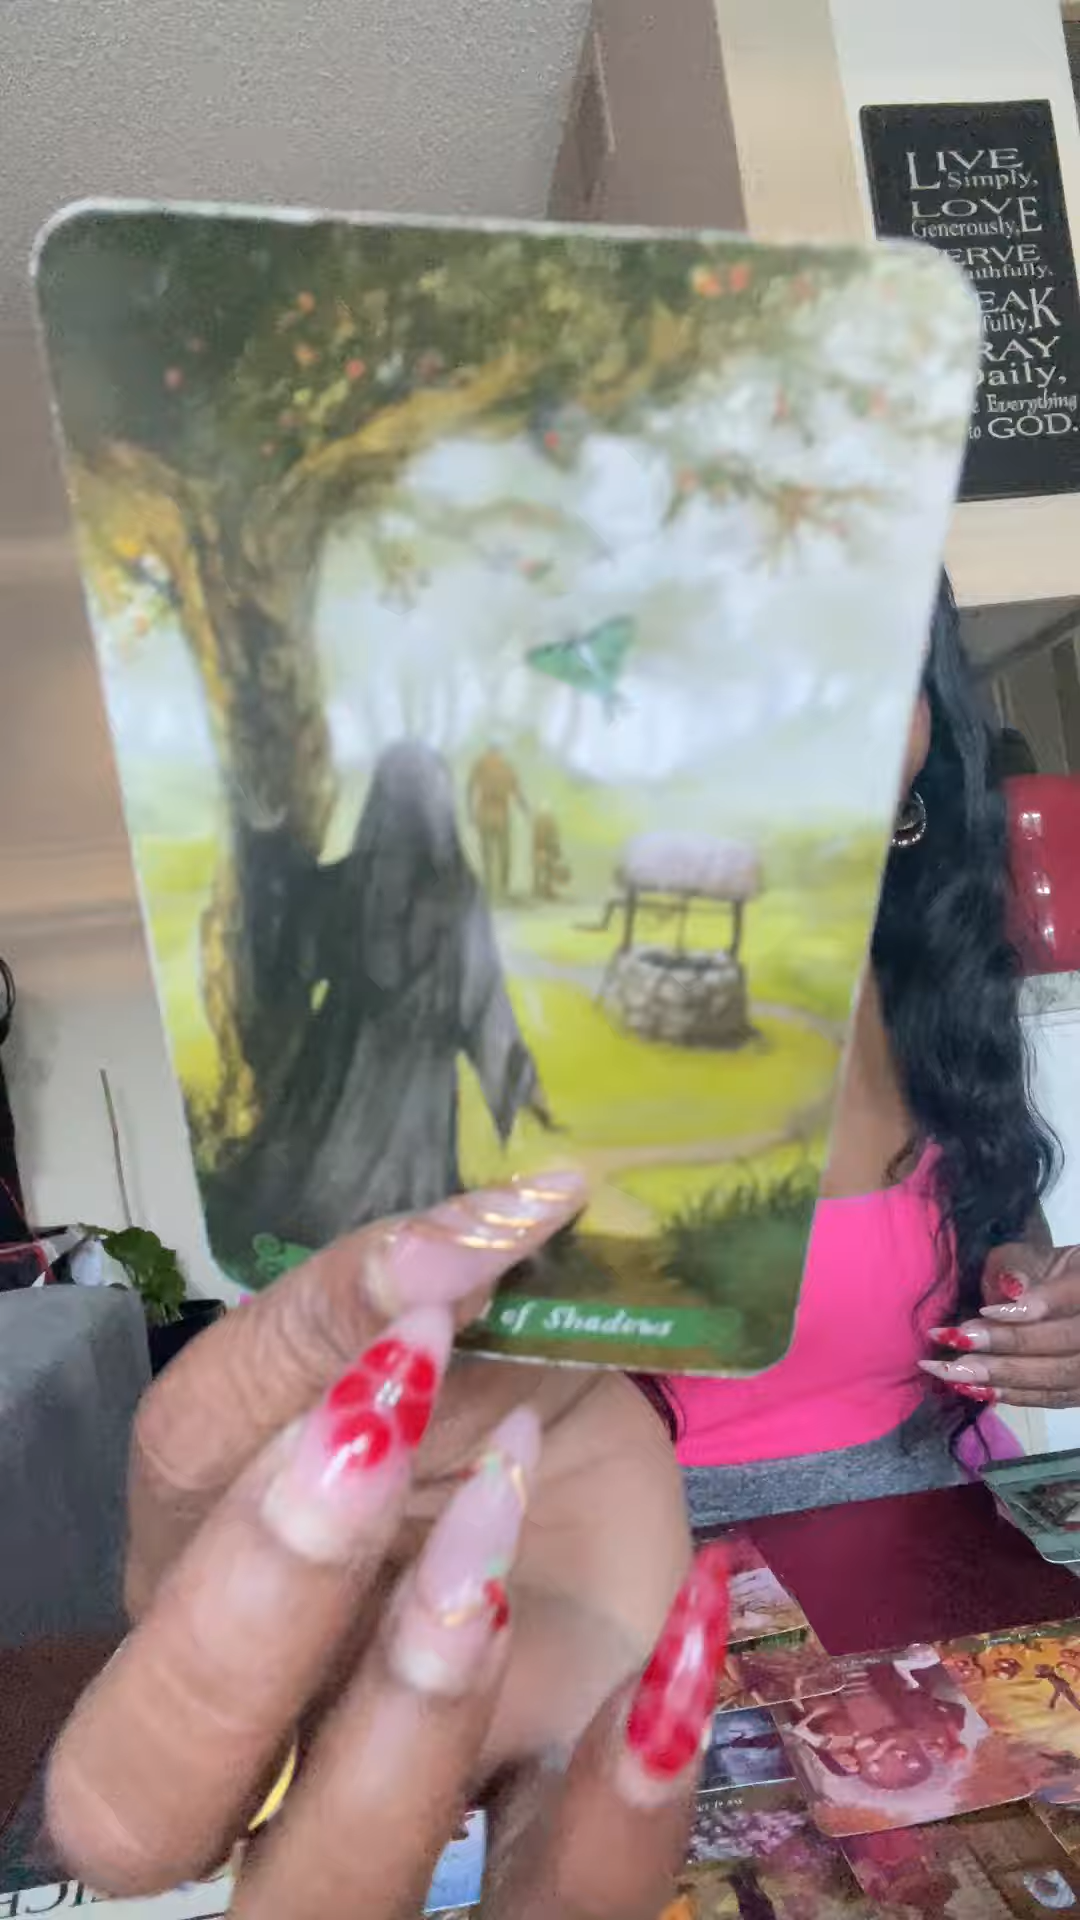 LIVE
Simply,
LOVE
Generously,
ERVE
aithfully,
EAK
fully,
RAY
Daily,
Everything
to GOD.
of Shadows